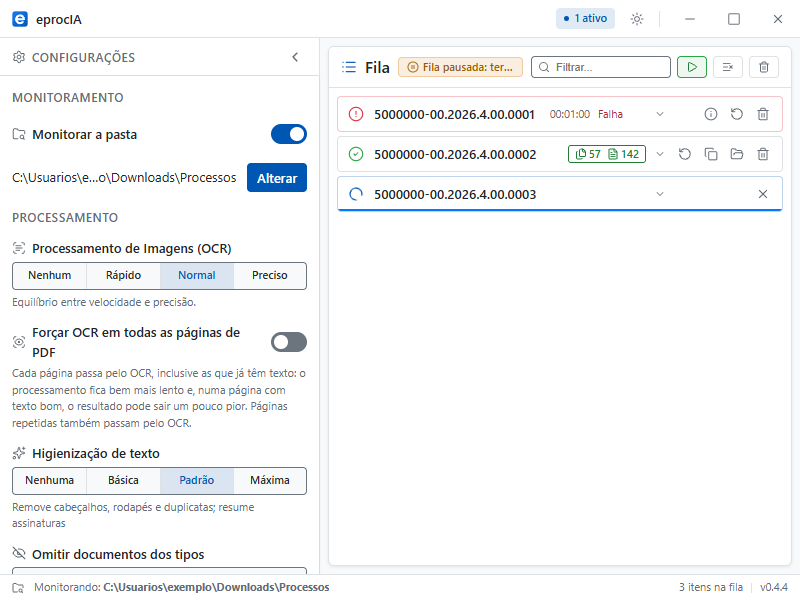 eprocIA
1 ativo
CONFIGURAÇÕES
MONITORAMENTO
Monitorar a pasta
C:\Usuarios\e...o\Downloads\Processos
Alterar
PROCESSAMENTO
Processamento de Imagens (OCR)
Nenhum Rápido Normal Preciso
Equilíbrio entre velocidade e precisão.
Forçar OCR em todas as páginas de
PDF
Cada página passa pelo OCR, inclusive as que já têm texto: o
processamento fica bem mais lento e, numa página com
texto bom, o resultado pode sair um pouco pior. Páginas
repetidas também passam pelo OCR.
Higienização de texto
Nenhuma Básica Padrão Máxima
Remove cabeçalhos, rodapés e duplicatas; resume
assinaturas
Omitir documentos dos tipos
Fila
Fila pausada: ter...
Filtrar...
5000000-00.2026.4.00.0001 00:01:00 Falha
5000000-00.2026.4.00.0002 57 142
5000000-00.2026.4.00.0003
Monitorando: C:\Usuarios\exemplo\Downloads\Processos
3 itens na fila v0.4.4